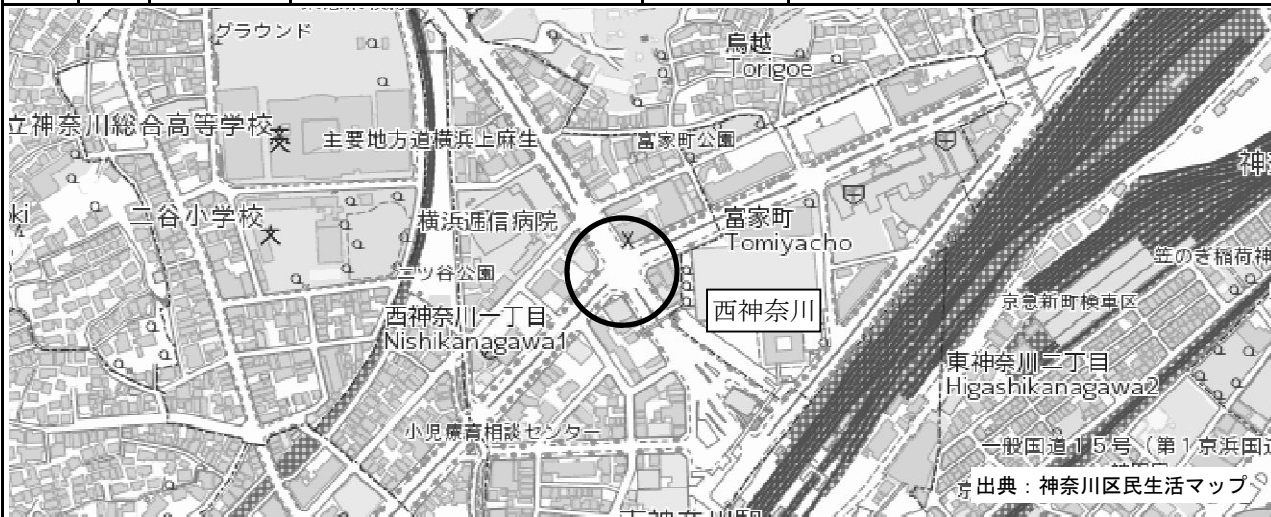 グラウンド
鳥越
Torigoe
立神奈川総合高等学校
主要地方道横浜上麻生
富家町公園
二谷小学校
横浜逓信病院
富家町
Tomiyacho
二ツ谷公園
笠のき稲荷神
西神奈川一丁目
Nishikanagawa1
西神奈川
京急新町検車区
東神奈川二丁目
Higashikanagawa2
小児療育相談センター
一般国道15号（第1京浜国道
出典：神奈川区民生活マップ